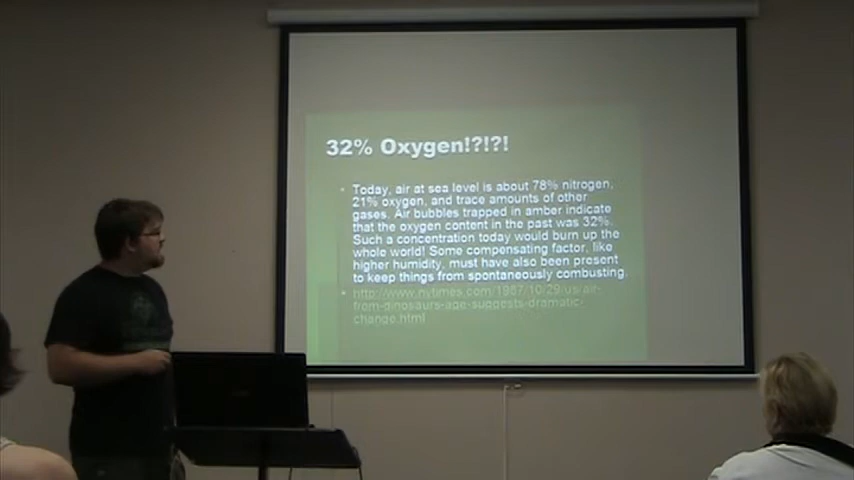 32% Oxygen!?!?!
Today, air at sea level is about 78% nitrogen,
21% oxygen, and trace amounts of other
gases. Air bubbles trapped in amber indicate
that the oxygen content in the past was 32%.
Such a concentration today would burn up the
whole world! Some compensating factor, like
higher humidity, must have also been present
to keep things from spontaneously combusting.
http://www.nytimes.com/1987/10/29/us/air-
from-dinosaurs-age-suggests-dramatic-
change.html